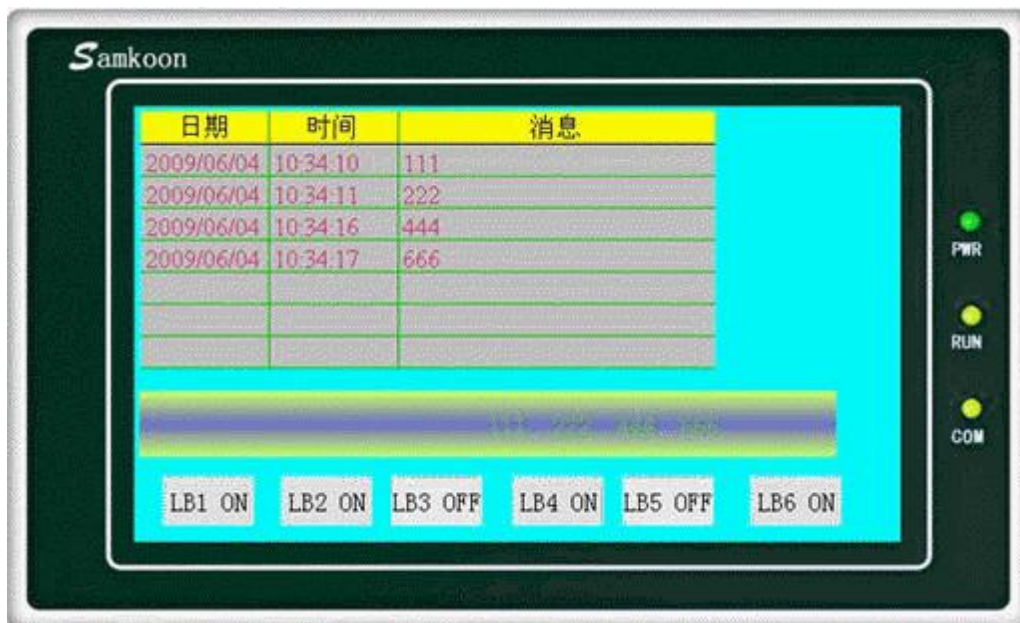 Samkoon
日期 时间 消息
2009/06/04 10:34:10 111
2009/06/04 10:34:11 222
2009/06/04 10:34:16 444
2009/06/04 10:34:17 666
PWR
RUN
COM
LB1 ON LB2 ON LB3 OFF LB4 ON LB5 OFF LB6 ON